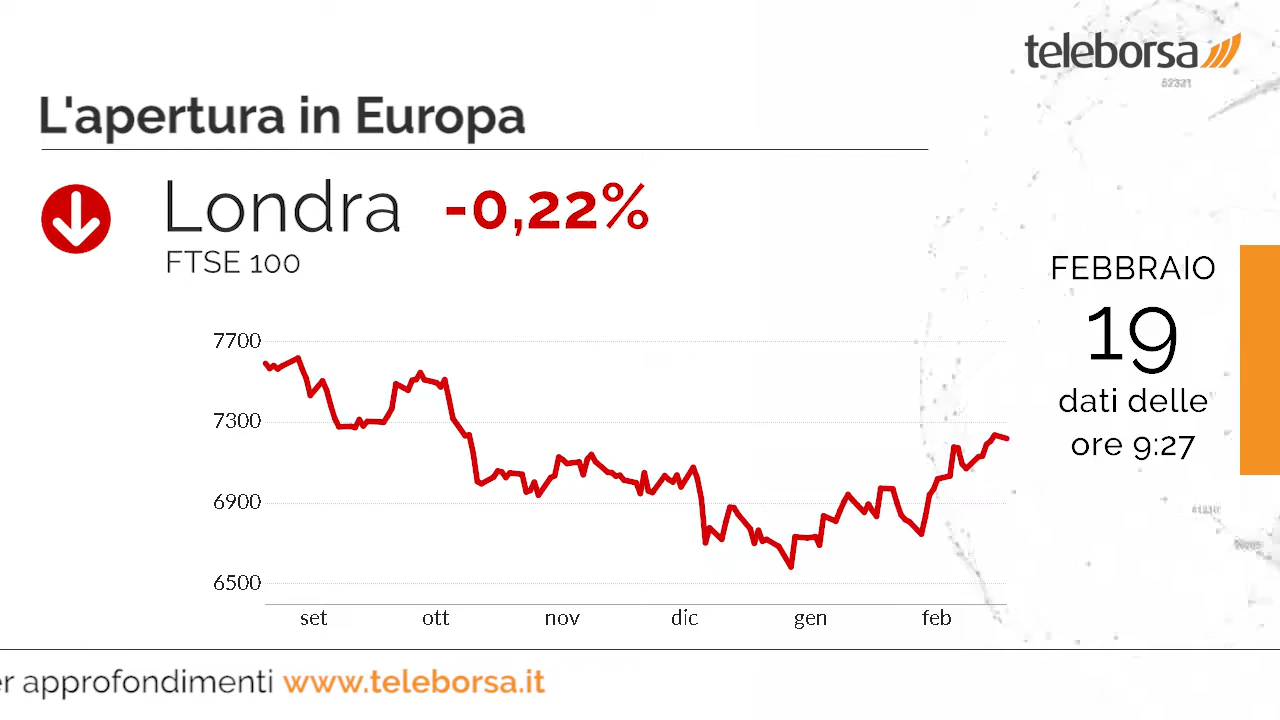 teleborsa
62321
L'apertura in Europa
Londra -0,22%
FTSE 100
FEBBRAIO
19
dati delle
ore 9:27
7700
7300
6900
6500
set ott nov dic gen feb
er approfondimenti www.teleborsa.it